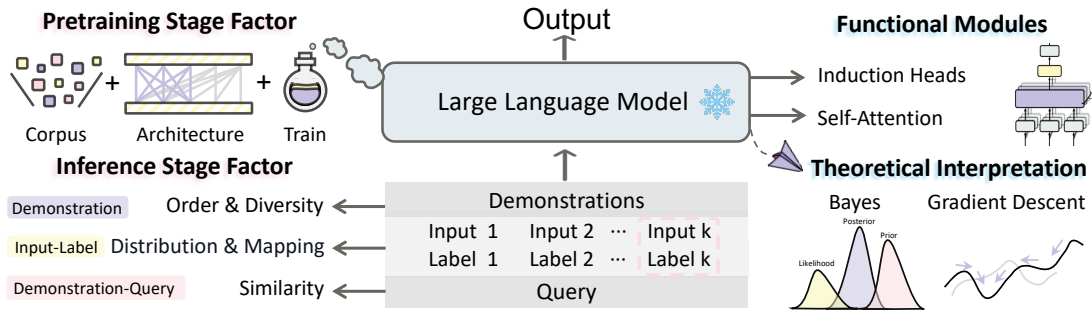 Pretraining Stage Factor
Corpus
+
Architecture
+
Train
Inference Stage Factor
Demonstration
Order & Diversity
Input-Label
Distribution & Mapping
Demonstration-Query
Similarity
Output
Large Language Model
Demonstrations
Input 1 Input 2 ··· Input k
Label 1 Label 2 ··· Label k
Query
Functional Modules
Induction Heads
Self-Attention
Theoretical Interpretation
Bayes
Gradient Descent
Posterior
Prior
Likelihood